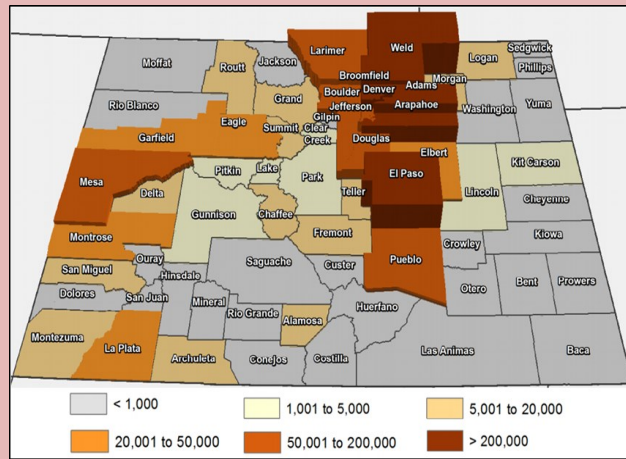 Moffat
Routt
Jackson
Larimer
Weld
Logan
Sedgwick
Phillips
Rio Blanco
Grand
Broomfield
Boulder
Denver
Adams
Morgan
Washington
Yuma
Garfield
Eagle
Summit
Gilpin
Clear
Creek
Jefferson
Arapahoe
Douglas
Elbert
Mesa
Pitkin
Lake
Park
Teller
El Paso
Lincoln
Kit Carson
Delta
Gunnison
Chaffee
Fremont
Cheyenne
Montrose
Ouray
Hinsdale
Saguache
Custer
Pueblo
Crowley
Kiowa
San Miguel
Dolores
San Juan
Mineral
Rio Grande
Alamosa
Huerfano
Otero
Bent
Prowers
Montezuma
La Plata
Archuleta
Conejos
Costilla
Las Animas
Baca
< 1,000
1,001 to 5,000
5,001 to 20,000
20,001 to 50,000
50,001 to 200,000
> 200,000